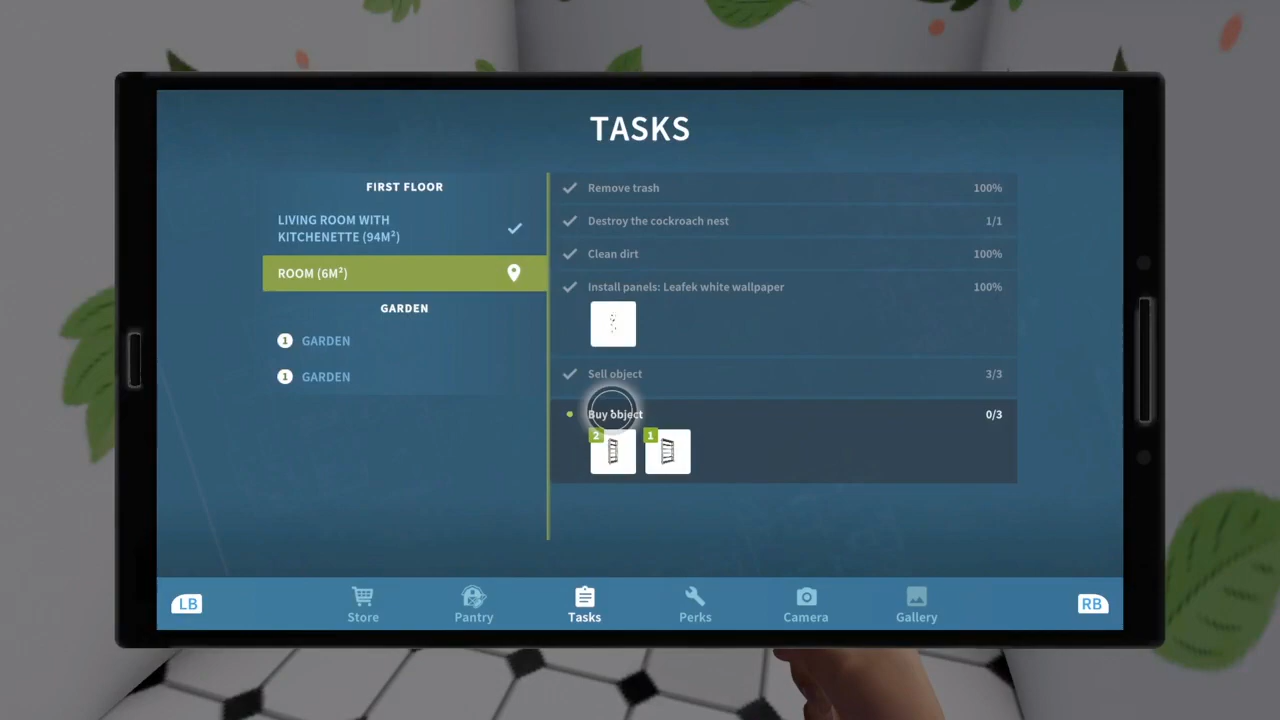 TASKS
FIRST FLOOR
LIVING ROOM WITH
KITCHENETTE (94M²)
ROOM (6M²)
GARDEN
1 GARDEN
1 GARDEN
Remove trash 100%
Destroy the cockroach nest 1/1
Clean dirt 100%
Install panels: Leafek white wallpaper 100%
Sell object 3/3
Buy object 0/3
2 1
LB Store Pantry Tasks Perks Camera Gallery RB